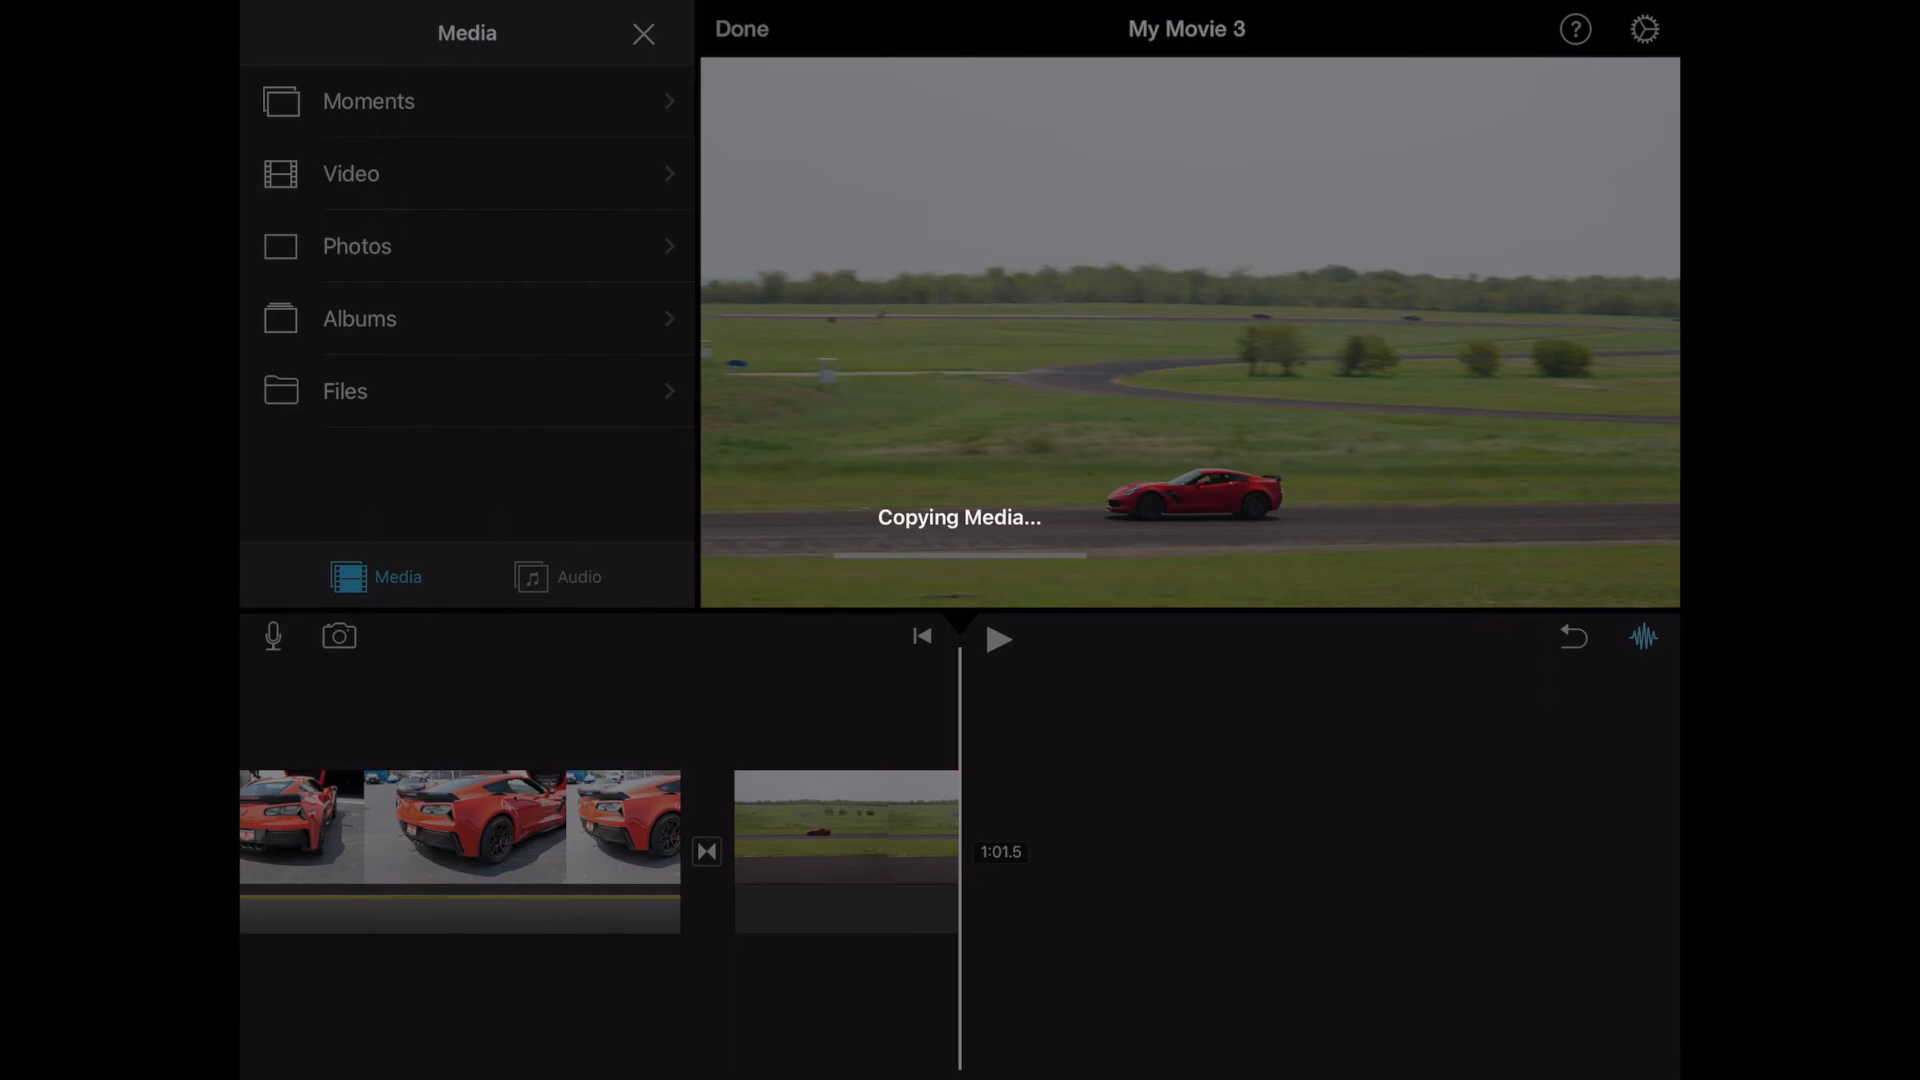 Media
Done
My Movie 3
?
Moments
Video
Photos
Albums
Files
Copying Media...
Media
Audio
1:01.5